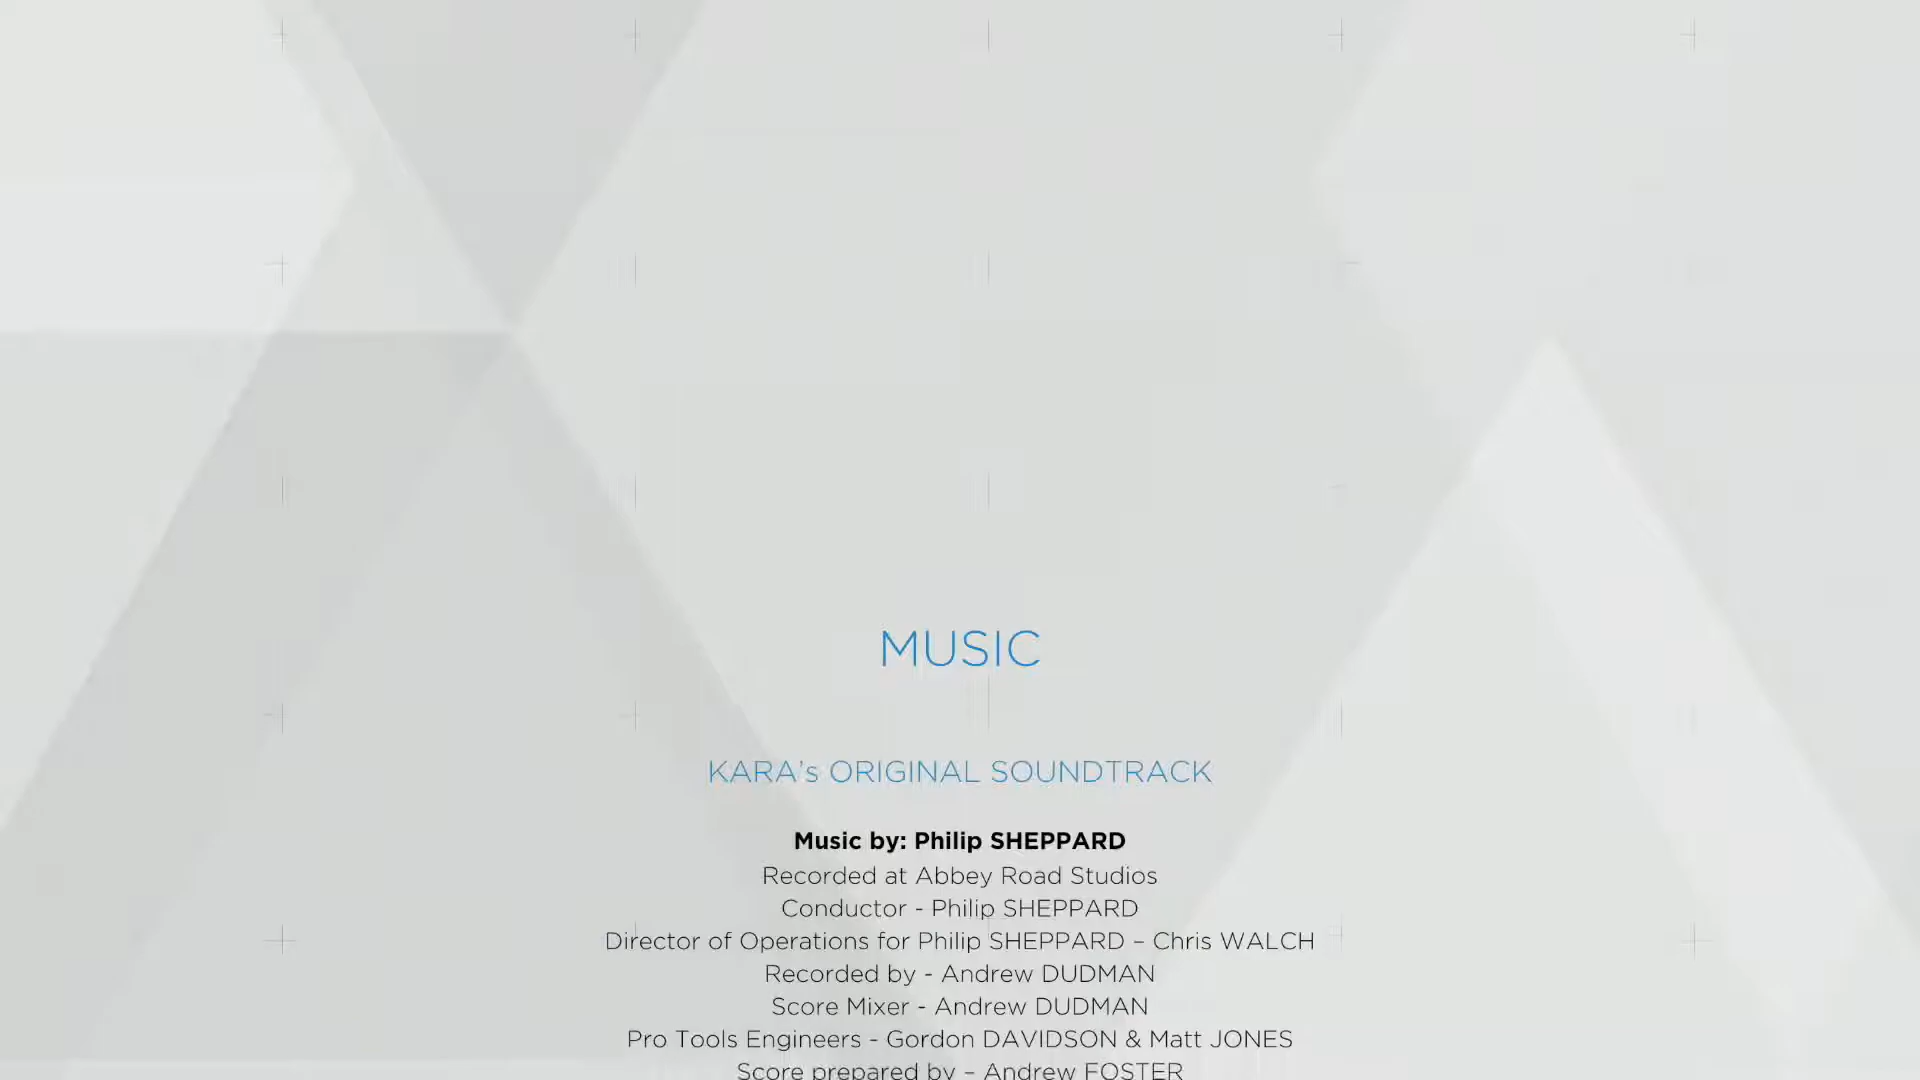 MUSIC
KARA's ORIGINAL SOUNDTRACK
Music by: Philip SHEPPARD
Recorded at Abbey Road Studios
Conductor - Philip SHEPPARD
Director of Operations for Philip SHEPPARD – Chris WALCH
Recorded by - Andrew DUDMAN
Score Mixer - Andrew DUDMAN
Pro Tools Engineers - Gordon DAVIDSON & Matt JONES
Score prepared by – Andrew FOSTER